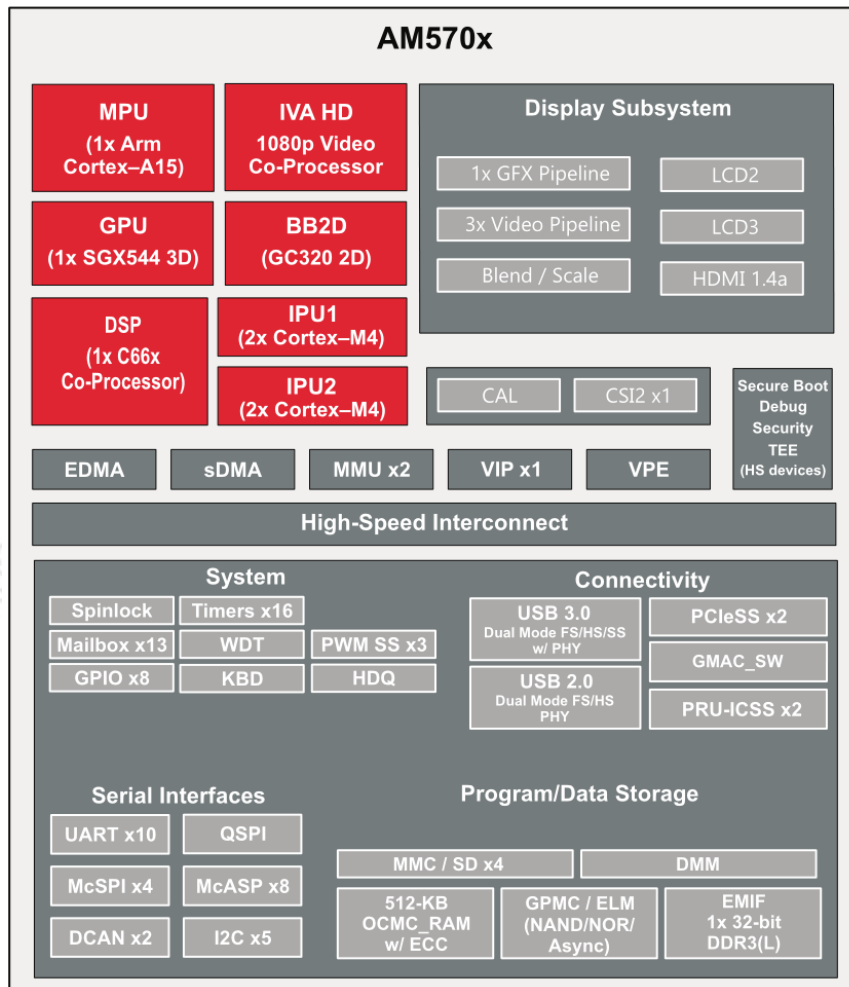 AM570x
MPU
(1x Arm
Cortex–A15)
IVA HD
1080p Video
Co-Processor
GPU
(1x SGX544 3D)
BB2D
(GC320 2D)
DSP
(1x C66x
Co-Processor)
IPU1
(2x Cortex–M4)
IPU2
(2x Cortex–M4)
Display Subsystem
1x GFX Pipeline
LCD2
3x Video Pipeline
LCD3
Blend / Scale
HDMI 1.4a
CAL
CSI2 x1
Secure Boot
Debug
Security
TEE
(HS devices)
EDMA
sDMA
MMU x2
VIP x1
VPE
High-Speed Interconnect
System
Spinlock
Timers x16
Mailbox x13
WDT
PWM SS x3
GPIO x8
KBD
HDQ
Connectivity
USB 3.0
Dual Mode FS/HS/SS
w/ PHY
USB 2.0
Dual Mode FS/HS
PHY
PCIeSS x2
GMAC_SW
PRU-ICSS x2
Serial Interfaces
UART x10
QSPI
McSPI x4
McASP x8
DCAN x2
I2C x5
Program/Data Storage
MMC / SD x4
DMM
512-KB
OCMC_RAM
w/ ECC
GPMC / ELM
(NAND/NOR/
Async)
EMIF
1x 32-bit
DDR3(L)